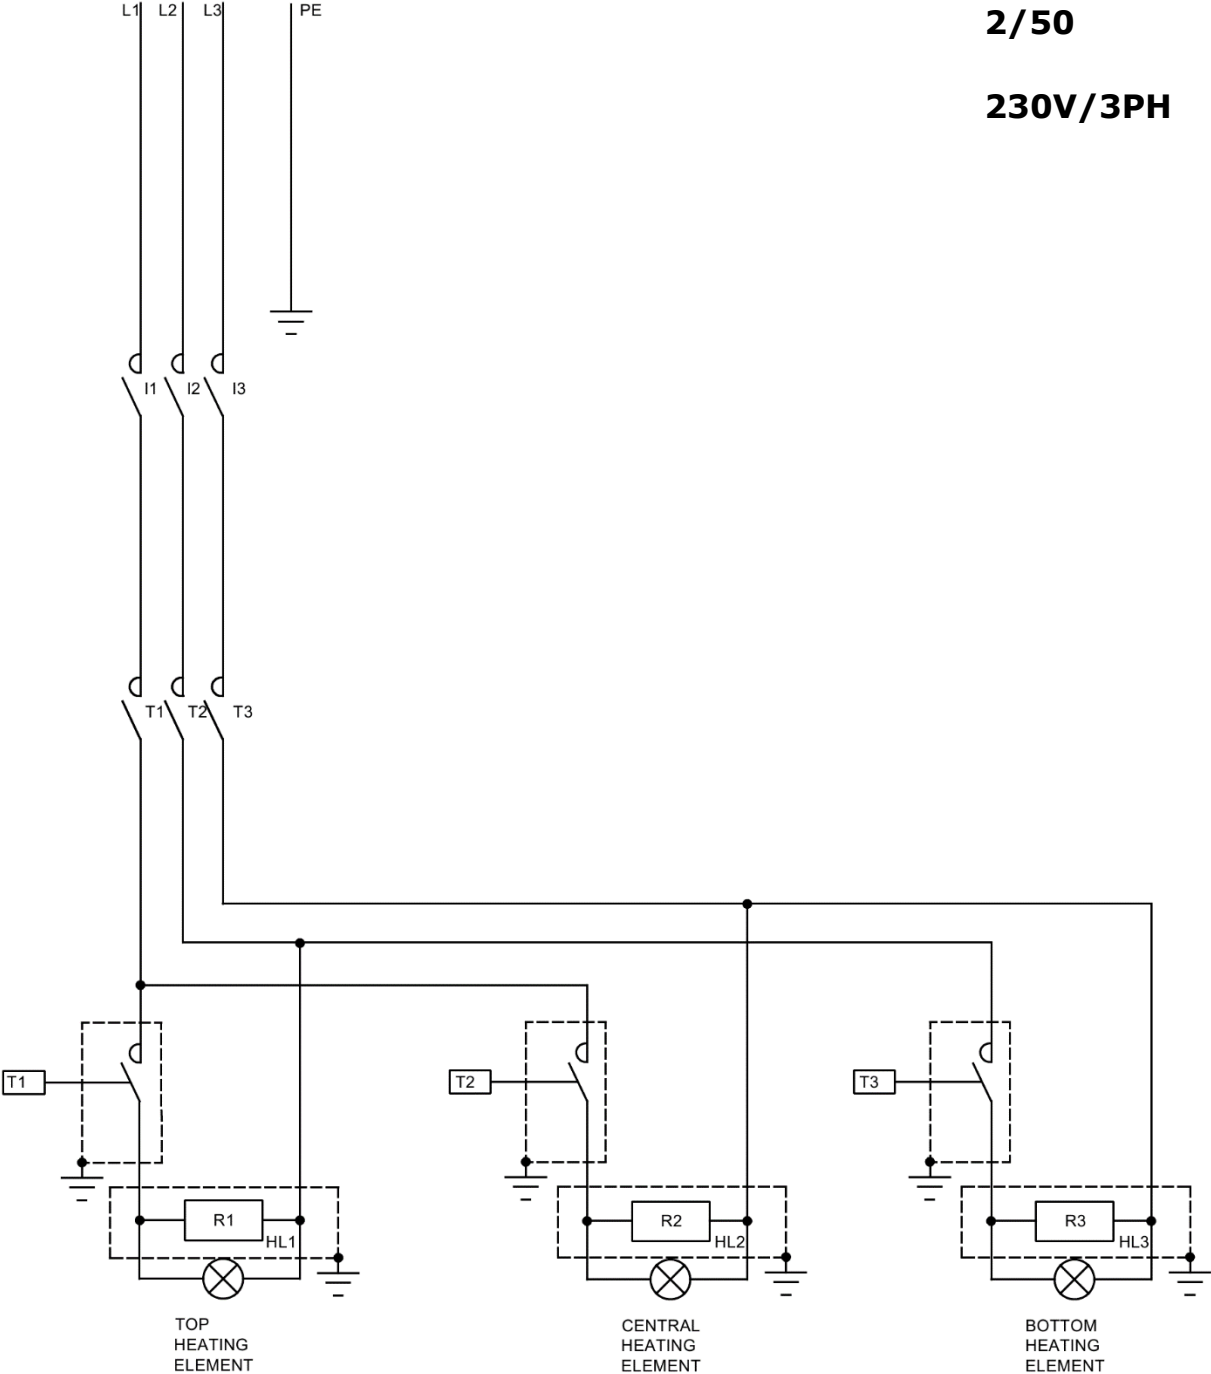 L1 L2 L3 PE
2/50
230V/3PH
I1 I2 I3
T1 T2 T3
T1 T2 T3
R1 R2 R3
HL1 HL2 HL3
TOP
HEATING
ELEMENT
CENTRAL
HEATING
ELEMENT
BOTTOM
HEATING
ELEMENT